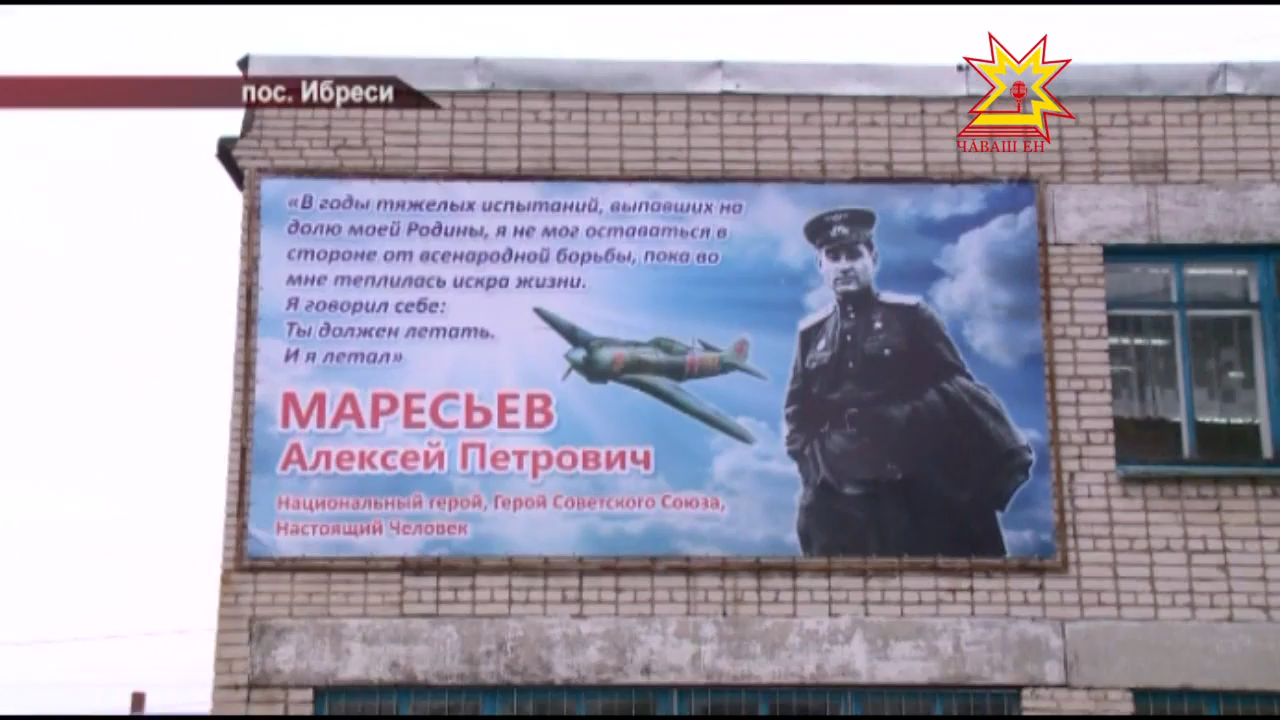 пос. Ибреси
ЧӐВАШ ЕН
«В годы тяжелых испытаний, выпавших на
долю моей Родины, я не мог оставаться в
стороне от всенародной борьбы, пока во
мне теплилась искра жизни.
Я говорил себе:
Ты должен летать.
И я летал»
МАРЕСЬЕВ
Алексей Петрович
Национальный герой, Герой Советского Союза,
Настоящий Человек